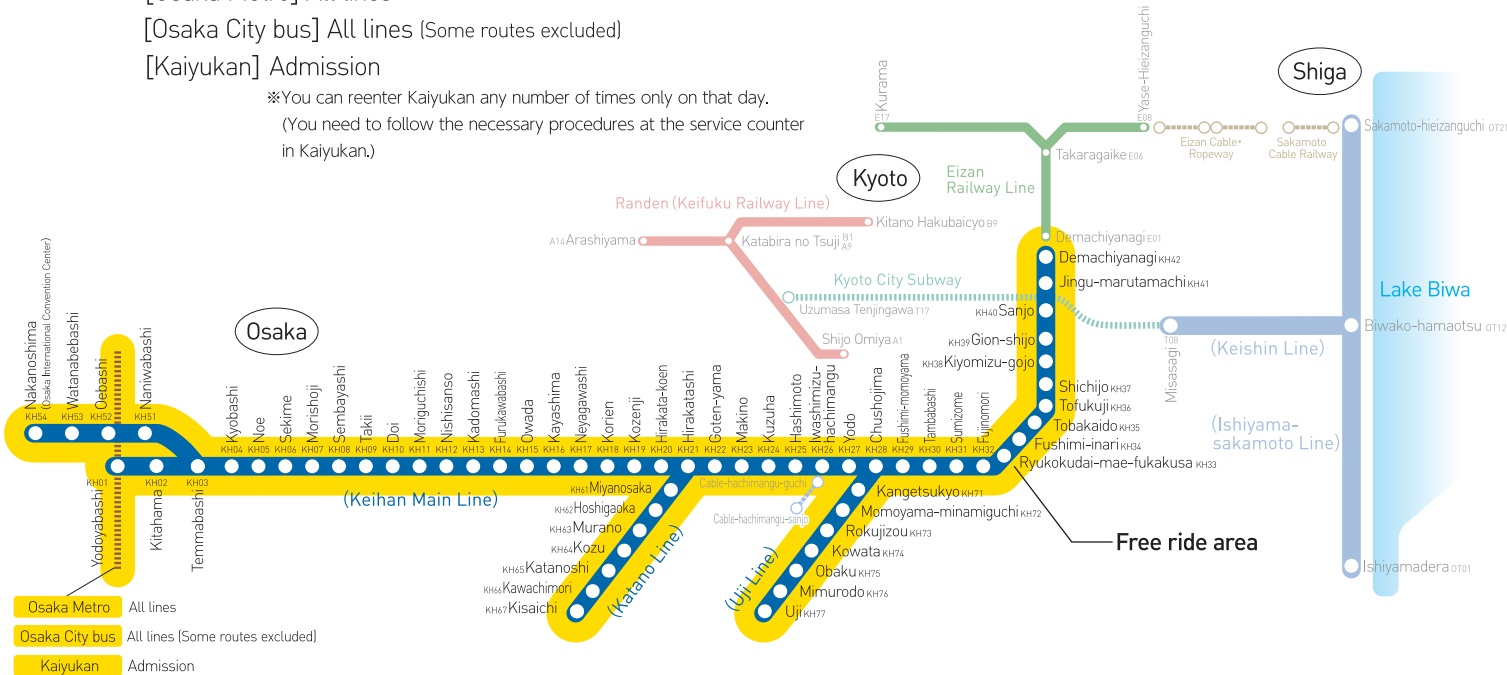 [Osaka Metro] All lines
[Osaka City bus] All lines (Some routes excluded)
[Kaiyukan] Admission
※You can reenter Kaiyukan any number of times only on that day.
(You need to follow the necessary procedures at the service counter
in Kaiyukan.)
Shiga
Kyoto
Osaka
Kurama
E17
Yase-Hieizanguchi
E08
Takaragaike E06
Eizan
Railway Line
Eizan Cable•
Ropeway
Sakamoto
Cable Railway
Sakamoto-hieizanguchi OT21
Randen (Keifuku Railway Line)
Kitano Hakubaicyo B9
A14 Arashiyama
Katabira no Tsuji B1
A9
Demachiyanagi E01
Demachiyanagi KH42
Jingu-marutamachi KH41
Kyoto City Subway
Uzumasa Tenjingawa T17
KH40 Sanjo
Shijo Omiya A1
KH39 Gion-shijo
KH38 Kiyomizu-gojo
Shichijo KH37
Tofukuji KH36
Tobakaido KH35
Fushimi-inari KH34
Ryukokudai-mae-fukakusa KH33
Lake Biwa
Biwako-hamaotsu OT12
T08
Misasagi
(Keishin Line)
(Ishiyama-
sakamoto Line)
Ishiyamadera OT01
Free ride area
Nakanoshima
(Osaka International Convention Center)
KH54
Watanabebashi
KH53
Oebashi
KH52
Naniwabashi
KH51
KH01
Yodoyabashi
KH02
Kitahama
KH03
Temmabashi
Kyobashi
KH04
Noe
KH05
Sekime
KH06
Morishoji
KH07
Sembayashi
KH08
Takii
KH09
Doi
KH10
Moriguchishi
KH11
Nishisanso
KH12
Kadomashi
KH13
Furukawabashi
KH14
Owada
KH15
Kayashima
KH16
Neyagawashi
KH17
Korien
KH18
Kozenji
KH19
Hirakata-koen
KH20
Hirakatashi
KH21
Goten-yama
KH22
Makino
KH23
Kuzuha
KH24
Hashimoto
KH25
Iwashimizu-
hachimangu
KH26
Yodo
KH27
Chushojima
KH28
Fushimi-momoyama
KH29
Tambabashi
KH30
Sumizome
KH31
Fujinomori
KH32
(Keihan Main Line)
KH61 Miyanosaka
KH62 Hoshigaoka
KH63 Murano
KH64 Kozu
KH65 Katanoshi
KH66 Kawachimori
KH67 Kisaichi
(Katano Line)
Cable-hachimangu-guchi
Cable-hachimangu-sanjo
Kangetsukyo KH71
Momoyama-minamiguchi KH72
Rokujizou KH73
Kowata KH74
Obaku KH75
Mimurodo KH76
Uji KH77
(Uji Line)
Osaka Metro All lines
Osaka City bus All lines (Some routes excluded)
Kaiyukan Admission